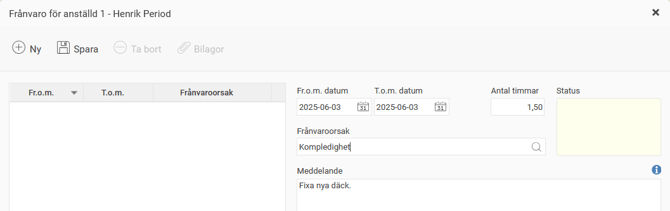 Frånvaro för anställd 1 - Henrik Period
Ny Spara Ta bort Bilagor
Fr.o.m. T.o.m. Frånvaroorsak
Fr.o.m. datum T.o.m. datum Antal timmar Status
2025-06-03 2025-06-03 1,50
Frånvaroorsak
Kompledighet
Meddelande
Fixa nya däck.